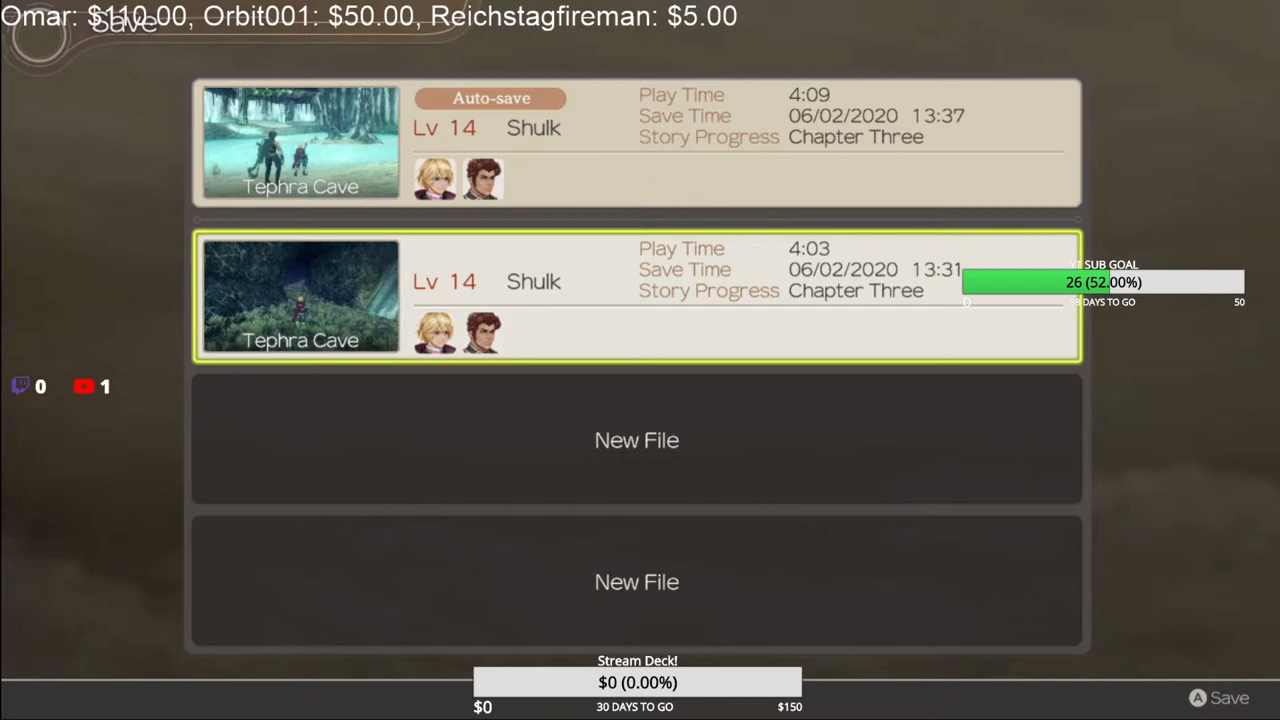 Omar: $110.00, Orbit001: $50.00, Reichstagfireman: $5.00
Save
Auto-save
Lv 14 Shulk
Play Time 4:09
Save Time 06/02/2020 13:37
Story Progress Chapter Three
Tephra Cave
Lv 14 Shulk
Play Time 4:03
Save Time 06/02/2020 13:31
Story Progress Chapter Three
Tephra Cave
YT SUB GOAL
26 (52.00%)
0 DAYS TO GO 50
0 1
New File
New File
Stream Deck!
$0 (0.00%)
$0 30 DAYS TO GO $150
A Save